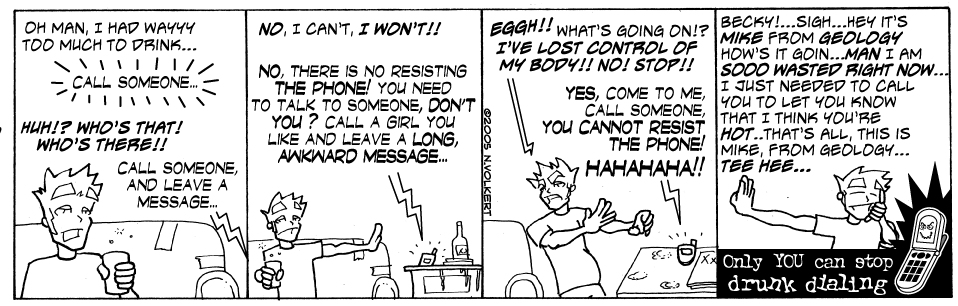 OH MAN, I HAD WAYYY
TOO MUCH TO DRINK...
CALL SOMEONE...
HUH!? WHO'S THAT!
WHO'S THERE!!
CALL SOMEONE,
AND LEAVE A
MESSAGE...
NO, I CAN'T, I WON'T!!
NO, THERE IS NO RESISTING
THE PHONE! YOU NEED
TO TALK TO SOMEONE, DON'T
YOU? CALL A GIRL YOU
LIKE AND LEAVE A LONG,
AWKWARD MESSAGE...
©2005 N.VOLKERT
EGGH!! WHAT'S GOING ON!?
I'VE LOST CONTROL OF
MY BODY!! NO! STOP!!
YES, COME TO ME,
CALL SOMEONE,
YOU CANNOT RESIST
THE PHONE!
HAHAHAHA!!
XX
BECKY!...SIGH...HEY IT'S
MIKE FROM GEOLOGY
HOW'S IT GOIN...MAN I AM
SOOO WASTED RIGHT NOW...
I JUST NEEDED TO CALL
YOU TO LET YOU KNOW
THAT I THINK YOU'RE
HOT..THAT'S ALL, THIS IS
MIKE, FROM GEOLOGY...
TEE HEE...
Only YOU can stop
drunk dialing